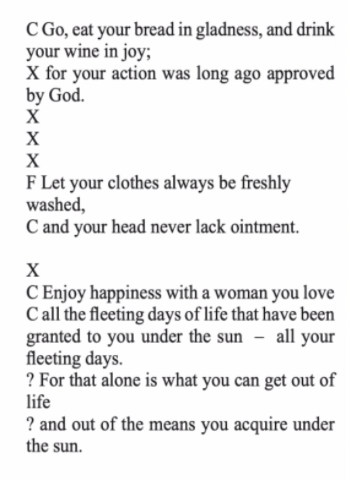 C Go, eat your bread in gladness, and drink
your wine in joy;
X for your action was long ago approved
by God.
X
X
X
F Let your clothes always be freshly
washed,
C and your head never lack ointment.
X
C Enjoy happiness with a woman you love
C all the fleeting days of life that have been
granted to you under the sun – all your
fleeting days.
? For that alone is what you can get out of
life
? and out of the means you acquire under
the sun.